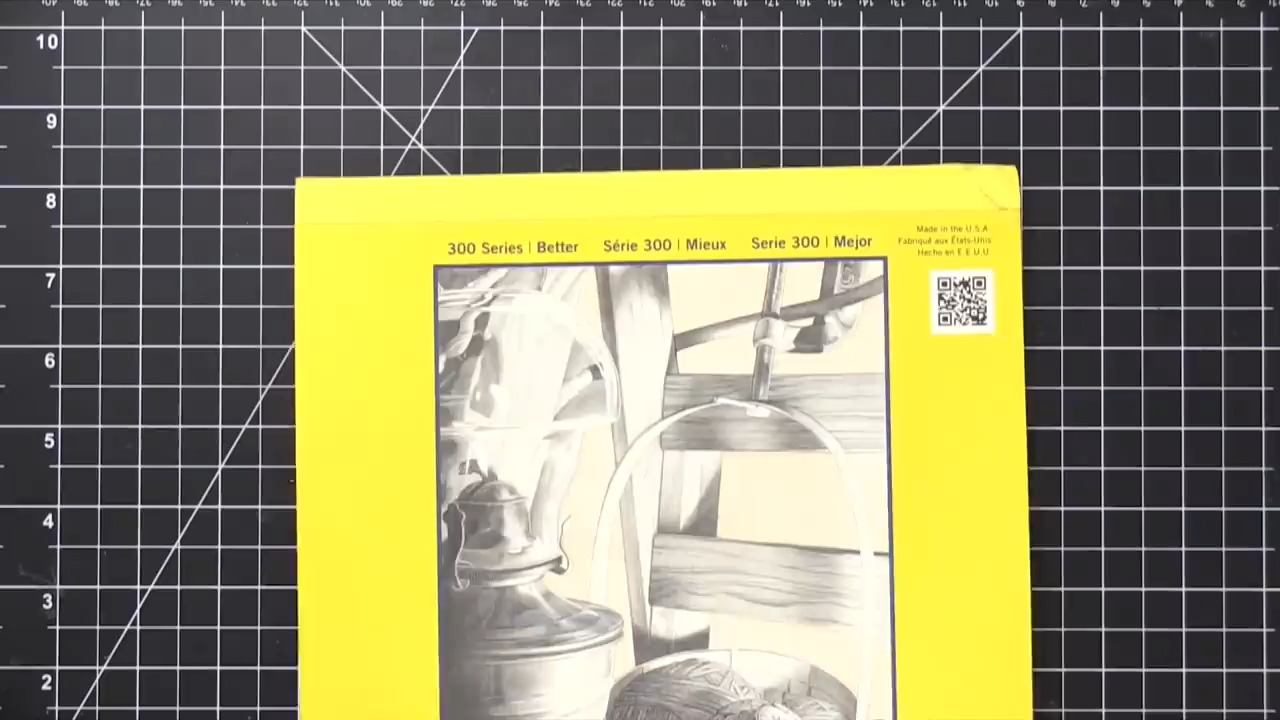 300 Series | Better Série 300 | Mieux Serie 300 | Mejor
Made in the U.S.A.
Fabriqué aux États-Unis
Hecho en E.E.U.U.
10
9
8
7
6
5
4
3
2